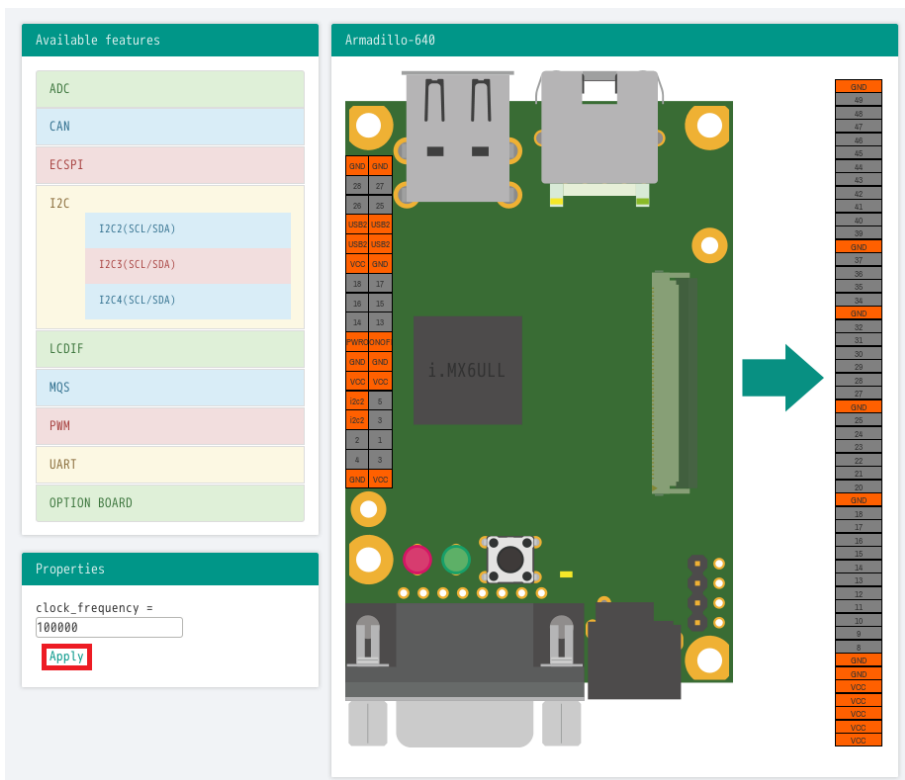 Available features
ADC
CAN
ECSPI
I2C
I2C2(SCL/SDA)
I2C3(SCL/SDA)
I2C4(SCL/SDA)
LCDIF
MQS
PWM
UART
OPTION BOARD
Properties
clock_frequency =
100000
Apply
Armadillo-640
GND GND
28 27
26 25
USB2 USB2
USB2 USB2
VCC GND
18 17
16 15
14 13
PWRO ONOF
GND GND
VCC VCC
i2c2 5
i2c2 3
2 1
4 3
GND VCC
i.MX6ULL
GND
49
48
47
46
45
44
43
42
41
40
39
GND
37
36
35
34
GND
32
31
30
29
28
27
GND
25
24
23
22
21
20
GND
18
17
16
15
14
13
12
11
10
9
8
GND
GND
VCC
VCC
VCC
VCC
VCC